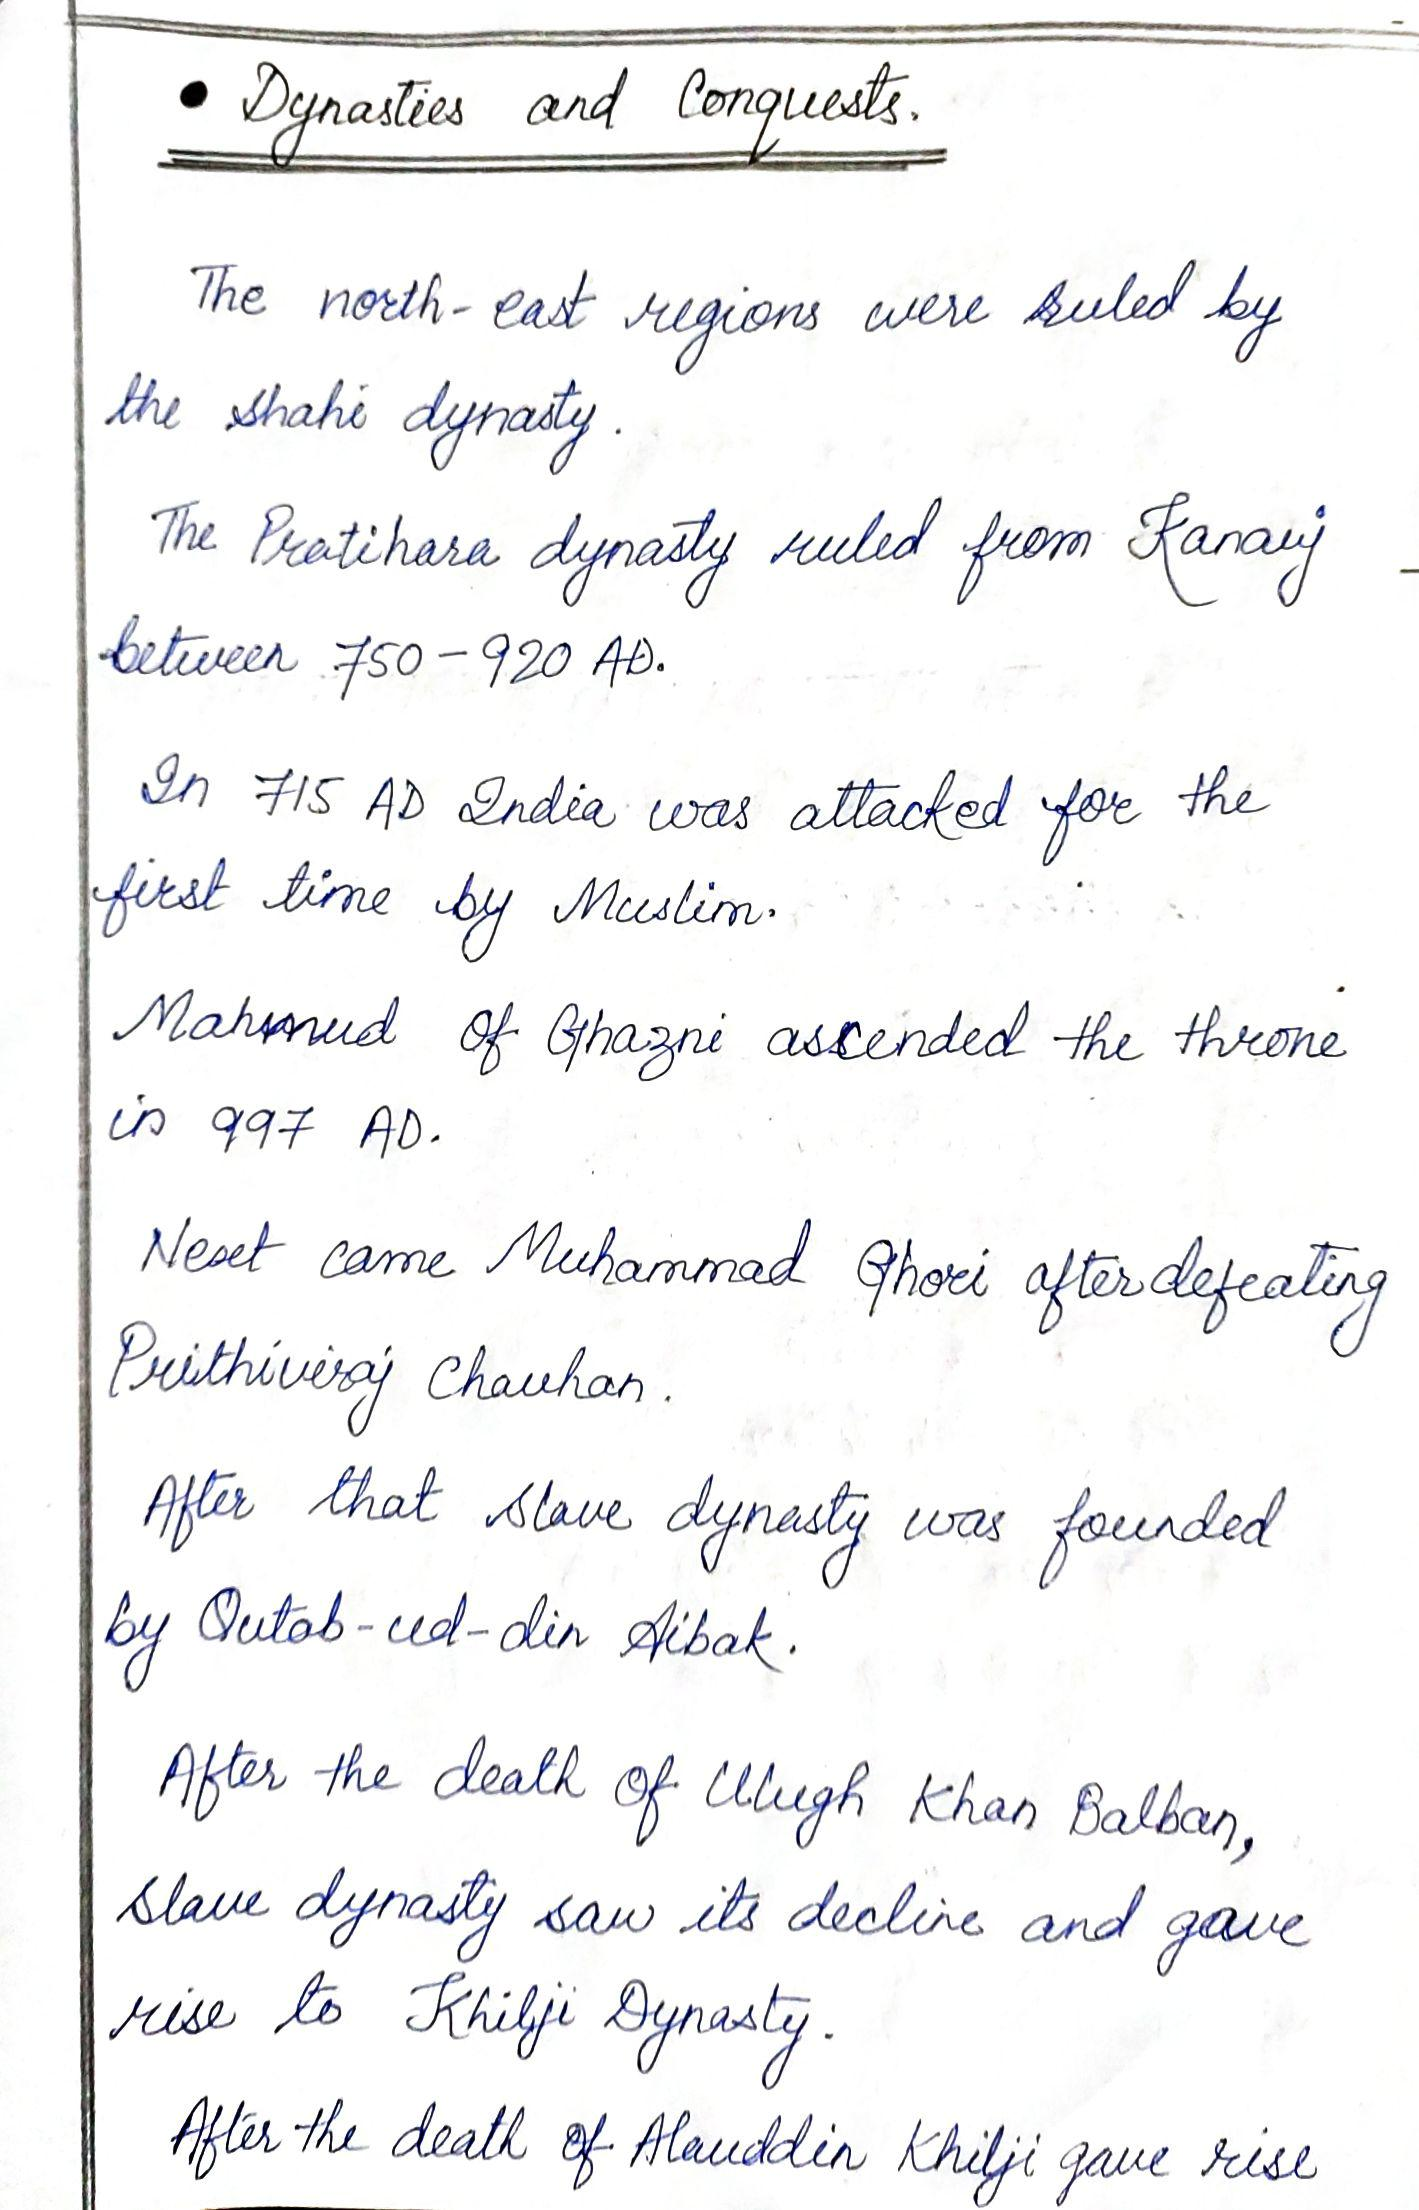 • Dynasties and Conquests.
The north-east regions were ruled by
the Shahi dynasty.
The Pratihara dynasty ruled from Kanauj
between 750-920 AD.
In 715 AD India was attacked for the
first time by Muslim.
Mahmud of Ghazni ascended the throne
in 997 AD.
Next came Muhammad Ghori after defeating
Prithiviraj Chauhan.
After that slave dynasty was founded
by Qutab-ud-din Aibak.
After the death of Ulugh Khan Balban,
slave dynasty saw its decline and gave
rise to Khilji Dynasty.
After the death of Alauddin Khilji gave rise